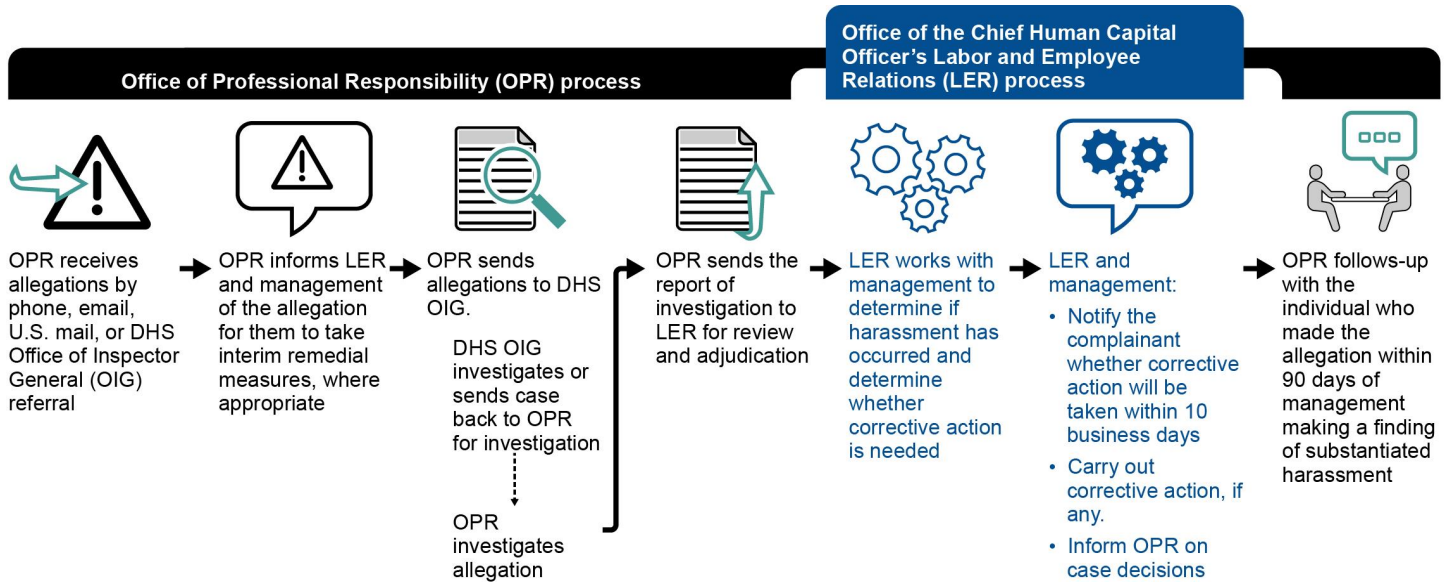 Office of Professional Responsibility (OPR) process
Office of the Chief Human Capital
Officer’s Labor and Employee
Relations (LER) process
OPR receives
allegations by
phone, email,
U.S. mail, or DHS
Office of Inspector
General (OIG)
referral
OPR informs LER
and management
of the allegation
for them to take
interim remedial
measures, where
appropriate
OPR sends
allegations to DHS
OIG.
DHS OIG
investigates or
sends case
back to OPR
for investigation
OPR
investigates
allegation
OPR sends the
report of
investigation to
LER for review
and adjudication
LER works with
management to
determine if
harassment has
occurred and
determine
whether
corrective action
is needed
LER and
management:
• Notify the
complainant
whether corrective
action will be
taken within 10
business days
• Carry out
corrective action, if
any.
• Inform OPR on
case decisions
OPR follows-up
with the
individual who
made the
allegation within
90 days of
management
making a finding
of substantiated
harassment